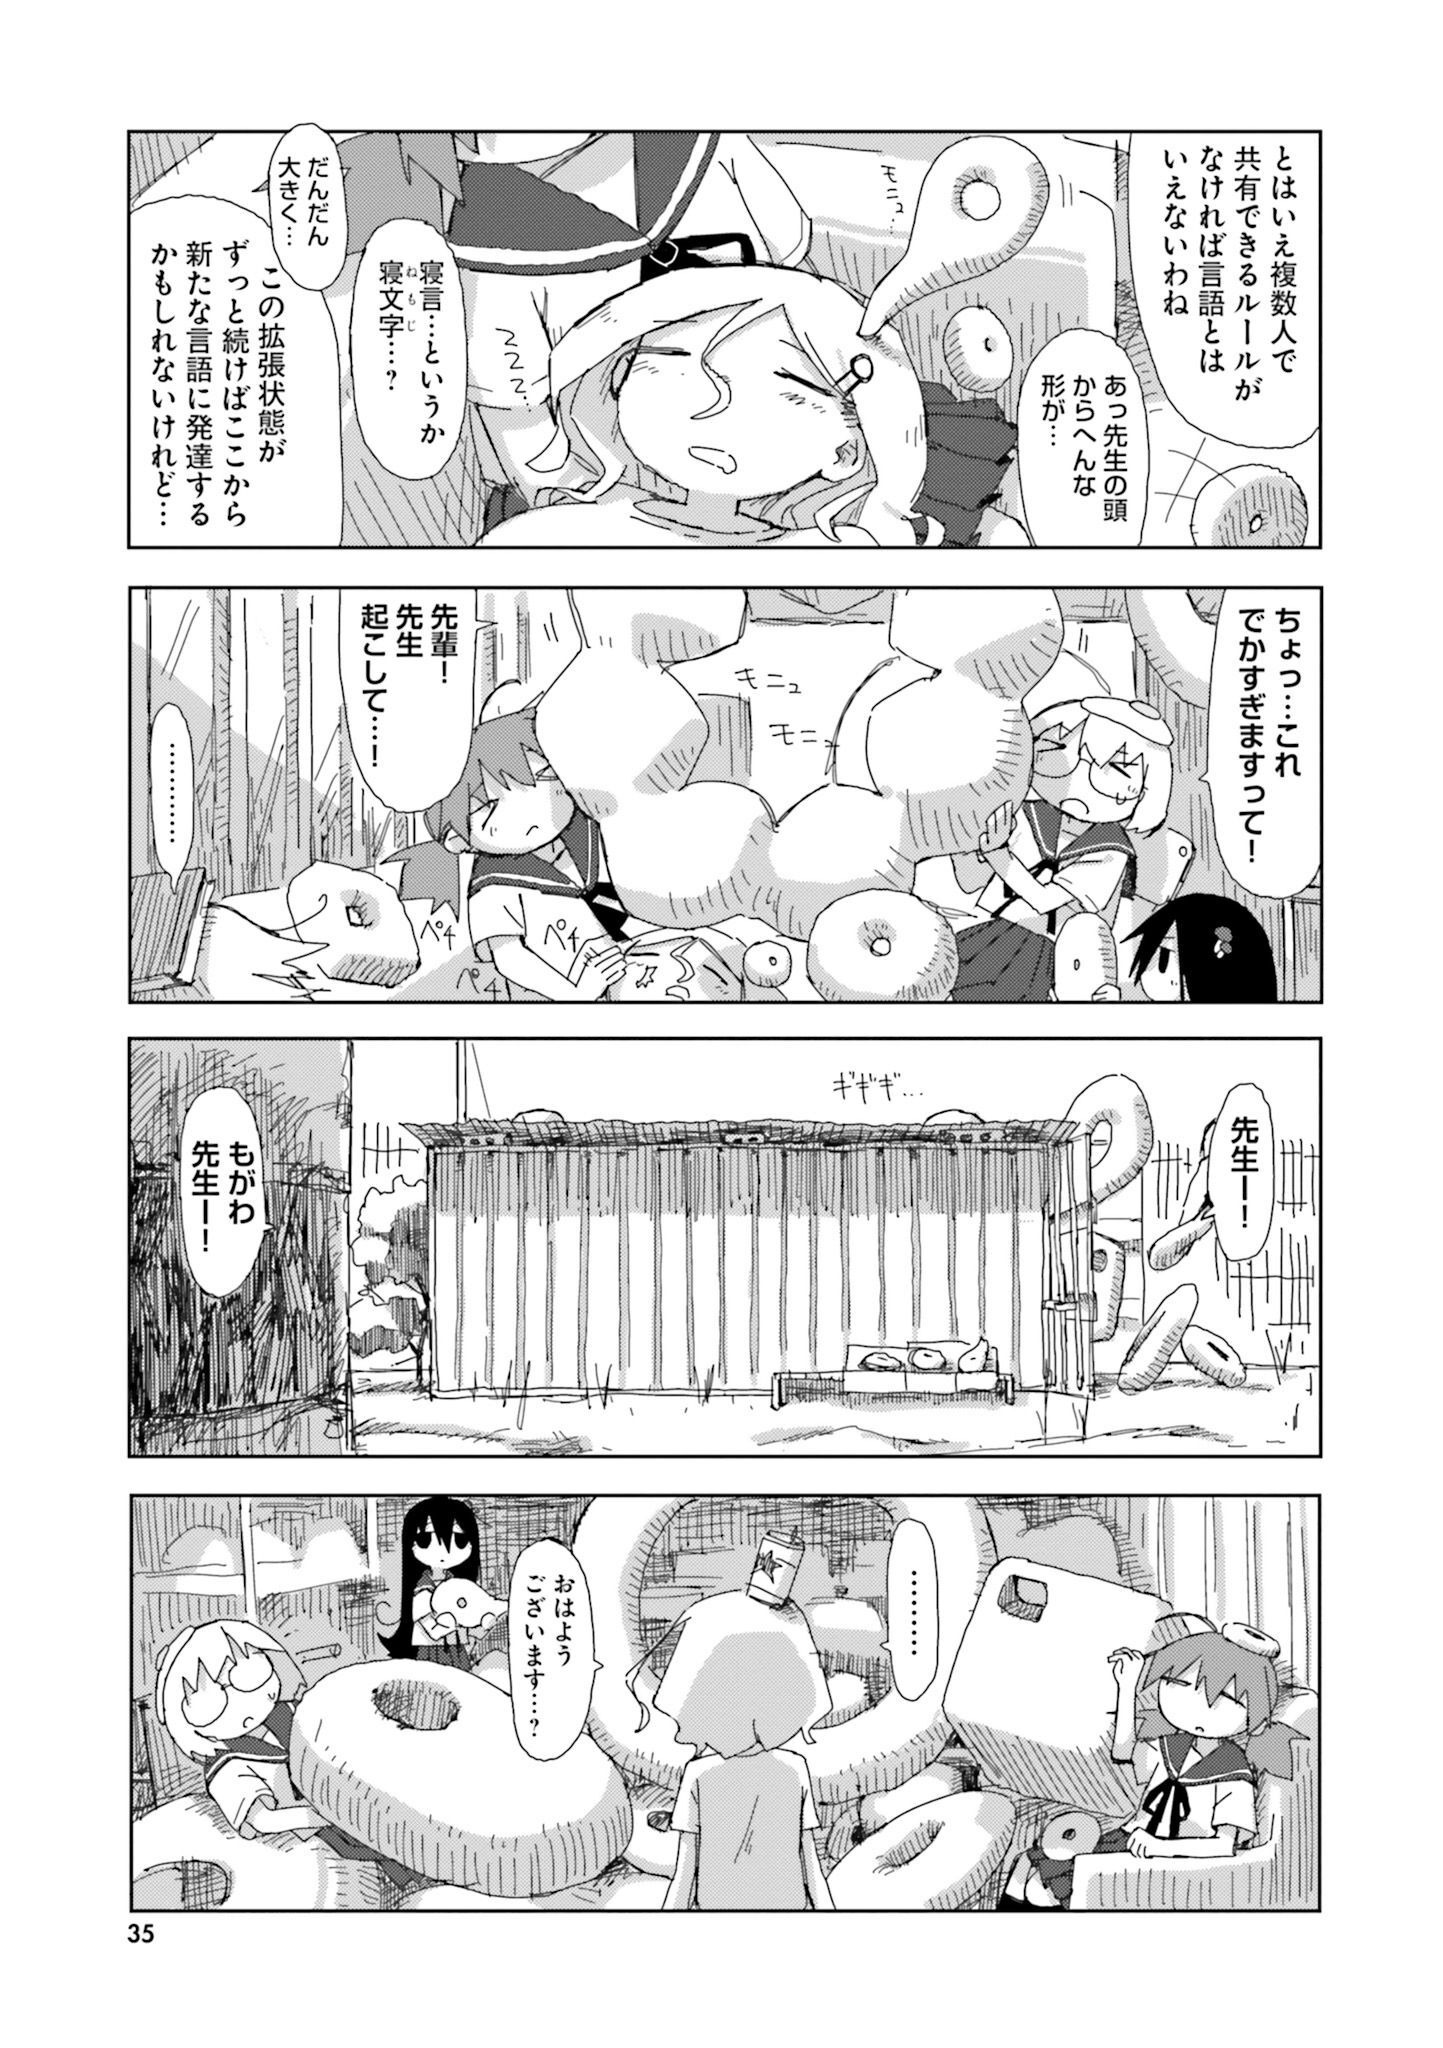 とはいえ複数人で
共有できるルールが
なければ言語とは
いえないわね
あっ先生の頭
からへんな
形が…
モニュ…
寝言…というか
寝文字…?
ねもじ
ZZZZ…
だんだん
大きく…
この拡張状態が
ずっと続けばここから
新たな言語に発達する
かもしれないけれど…
ちょっ…これ
でかすぎますって!
モニュ
モニュ
先輩!
先生
起こして…!
ペチ
ペチ
ペチ
…………
先生ー!
ギギギ…
もがわ
先生ー!
…………
おはよう
ございます…?
35